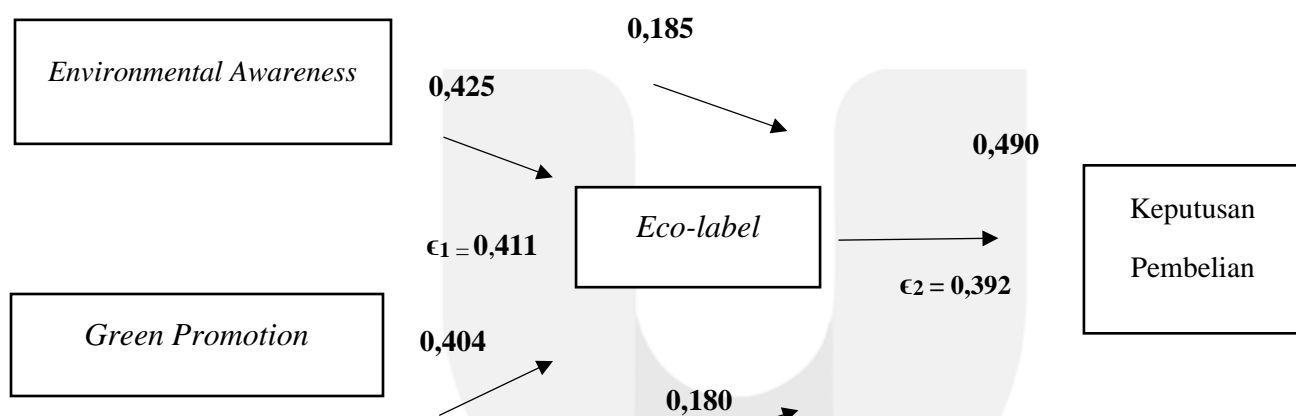 0,185
Environmental Awareness
0,425
0,490
Keputusan
Eco-label
Pembelian
ϵ1 = 0,411
ϵ2 = 0,392
Green Promotion
0,404
0,180